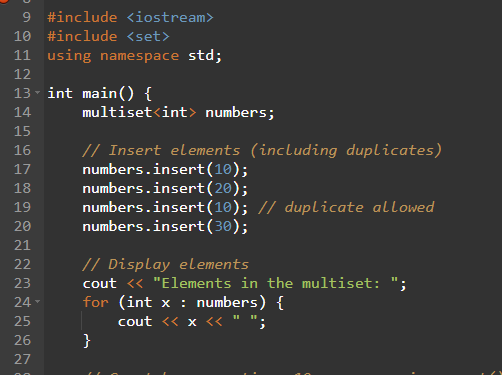 9 #include <iostream>
10 #include <set>
11 using namespace std;
12
13 int main() {
14 multiset<int> numbers;
15
16 // Insert elements (including duplicates)
17 numbers.insert(10);
18 numbers.insert(20);
19 numbers.insert(10); // duplicate allowed
20 numbers.insert(30);
21
22 // Display elements
23 cout << "Elements in the multiset: ";
24 for (int x : numbers) {
25 cout << x << " ";
26 }
27